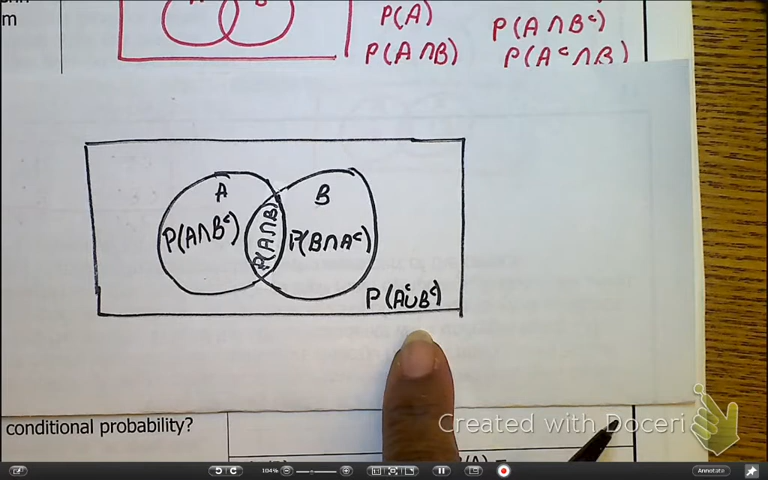 m
P(A)
P(A ∩ Bᶜ)
P(A ∩ B)
P(Aᶜ ∩ B)
A
B
P(A∩Bᶜ)
P(A∩B)
P(B∩Aᶜ)
P(Aᶜ∪Bᶜ)
Created with Doceri
conditional probability?
104%
Annotate